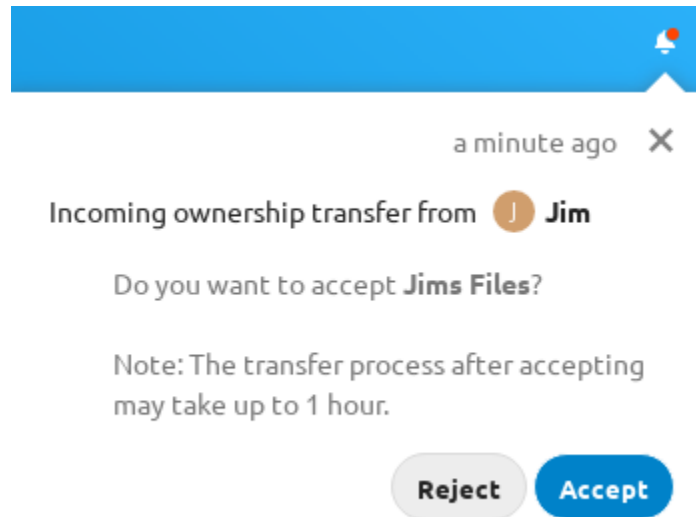 a minute ago
Incoming ownership transfer from J Jim
Do you want to accept Jims Files?
Note: The transfer process after accepting
may take up to 1 hour.
Reject Accept